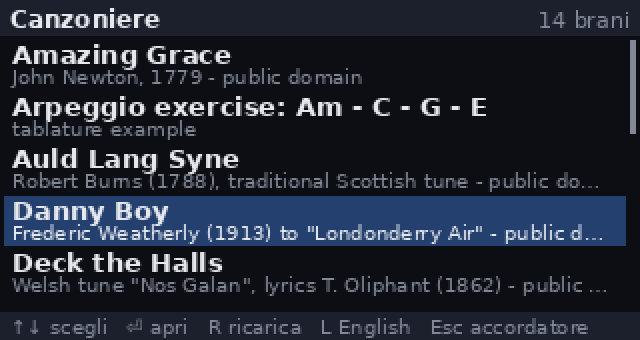 Canzoniere 14 brani
Amazing Grace
John Newton, 1779 - public domain
Arpeggio exercise: Am - C - G - E
tablature example
Auld Lang Syne
Robert Burns (1788), traditional Scottish tune - public do...
Danny Boy
Frederic Weatherly (1913) to "Londonderry Air" - public d...
Deck the Halls
Welsh tune "Nos Galan", lyrics T. Oliphant (1862) - public ...
↑↓ scegli ⏎ apri R ricarica L English Esc accordatore